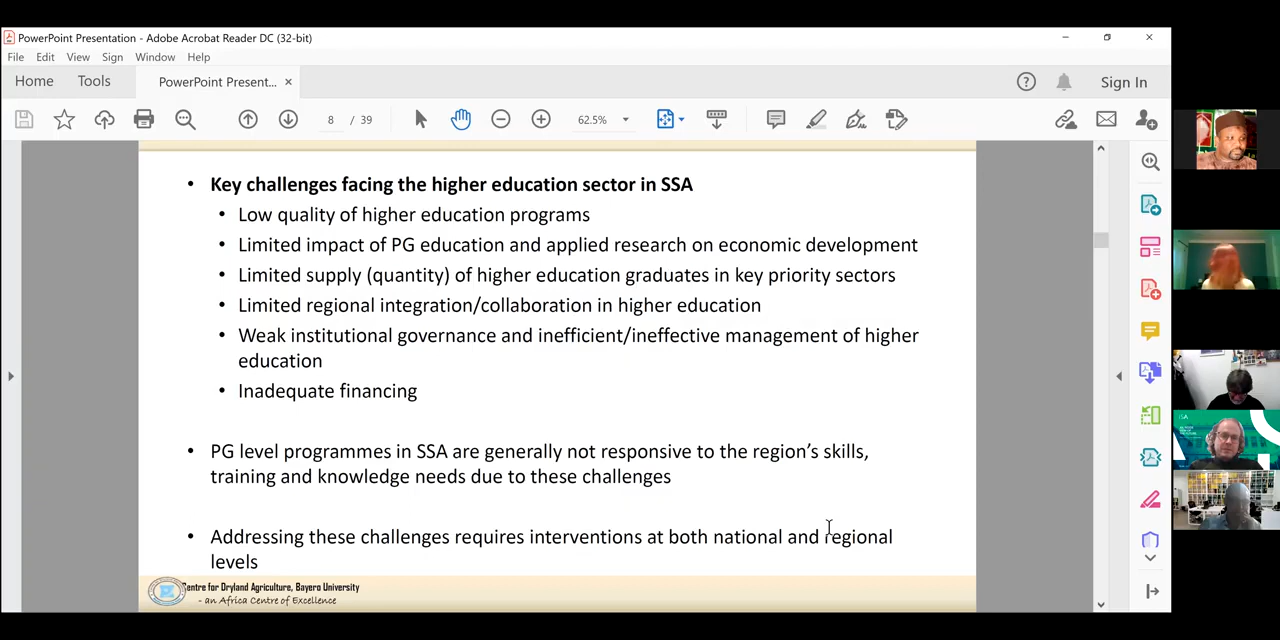 PowerPoint Presentation - Adobe Acrobat Reader DC (32-bit)
File Edit View Sign Window Help
Home Tools PowerPoint Present... × Sign In
8 / 39 62.5%
• Key challenges facing the higher education sector in SSA
• Low quality of higher education programs
• Limited impact of PG education and applied research on economic development
• Limited supply (quantity) of higher education graduates in key priority sectors
• Limited regional integration/collaboration in higher education
• Weak institutional governance and inefficient/ineffective management of higher
education
• Inadequate financing
• PG level programmes in SSA are generally not responsive to the region's skills,
training and knowledge needs due to these challenges
• Addressing these challenges requires interventions at both national and regional
levels
Centre for Dryland Agriculture, Bayero University
- an Africa Centre of Excellence